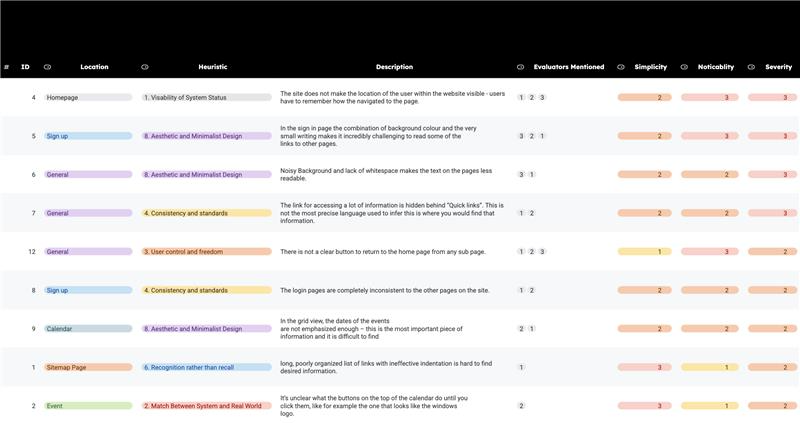 # ID Location Heuristic Description Evaluators Mentioned Simplicity Noticablity Severity
4 Homepage 1. Visability of System Status The site does not make the location of the user within the website visible - users 1 2 3 2 3 3
have to remember how the navigated to the page.
In the sign in page the combination of background colour and the very
5 Sign up 8. Aesthetic and Minimalist Design small writing makes it incredibly challenging to read some of the 3 2 1 2 3 3
links to other pages.
6 General 8. Aesthetic and Minimalist Design Noisy Background and lack of whitespace makes the text on the pages less 3 1 2 2 3
readable.
The link for accessing a lot of information is hidden behind “Quick links”. This is
7 General 4. Consistency and standards not the most precise language used to infer this is where you would find that 1 2 2 2 3
information.
12 General 3. User control and freedom There is not a clear button to return to the home page from any sub page. 1 2 3 1 3 2
8 Sign up 4. Consistency and standards The login pages are completely inconsistent to the other pages on the site. 1 2 2 2 2
In the grid view, the dates of the events
9 Calendar 8. Aesthetic and Minimalist Design are not emphasized enough – this is the most important piece of 2 1 2 2 2
information and it is difficult to find
1 Sitemap Page 6. Recognition rather than recall long, poorly organized list of links with ineffective indentation is hard to find 1 3 1 2
desired information.
It's unclear what the buttons on the top of the calendar do until you
2 Event 2. Match Between System and Real World click them, like for example the one that looks like the windows 2 3 1 2
logo.